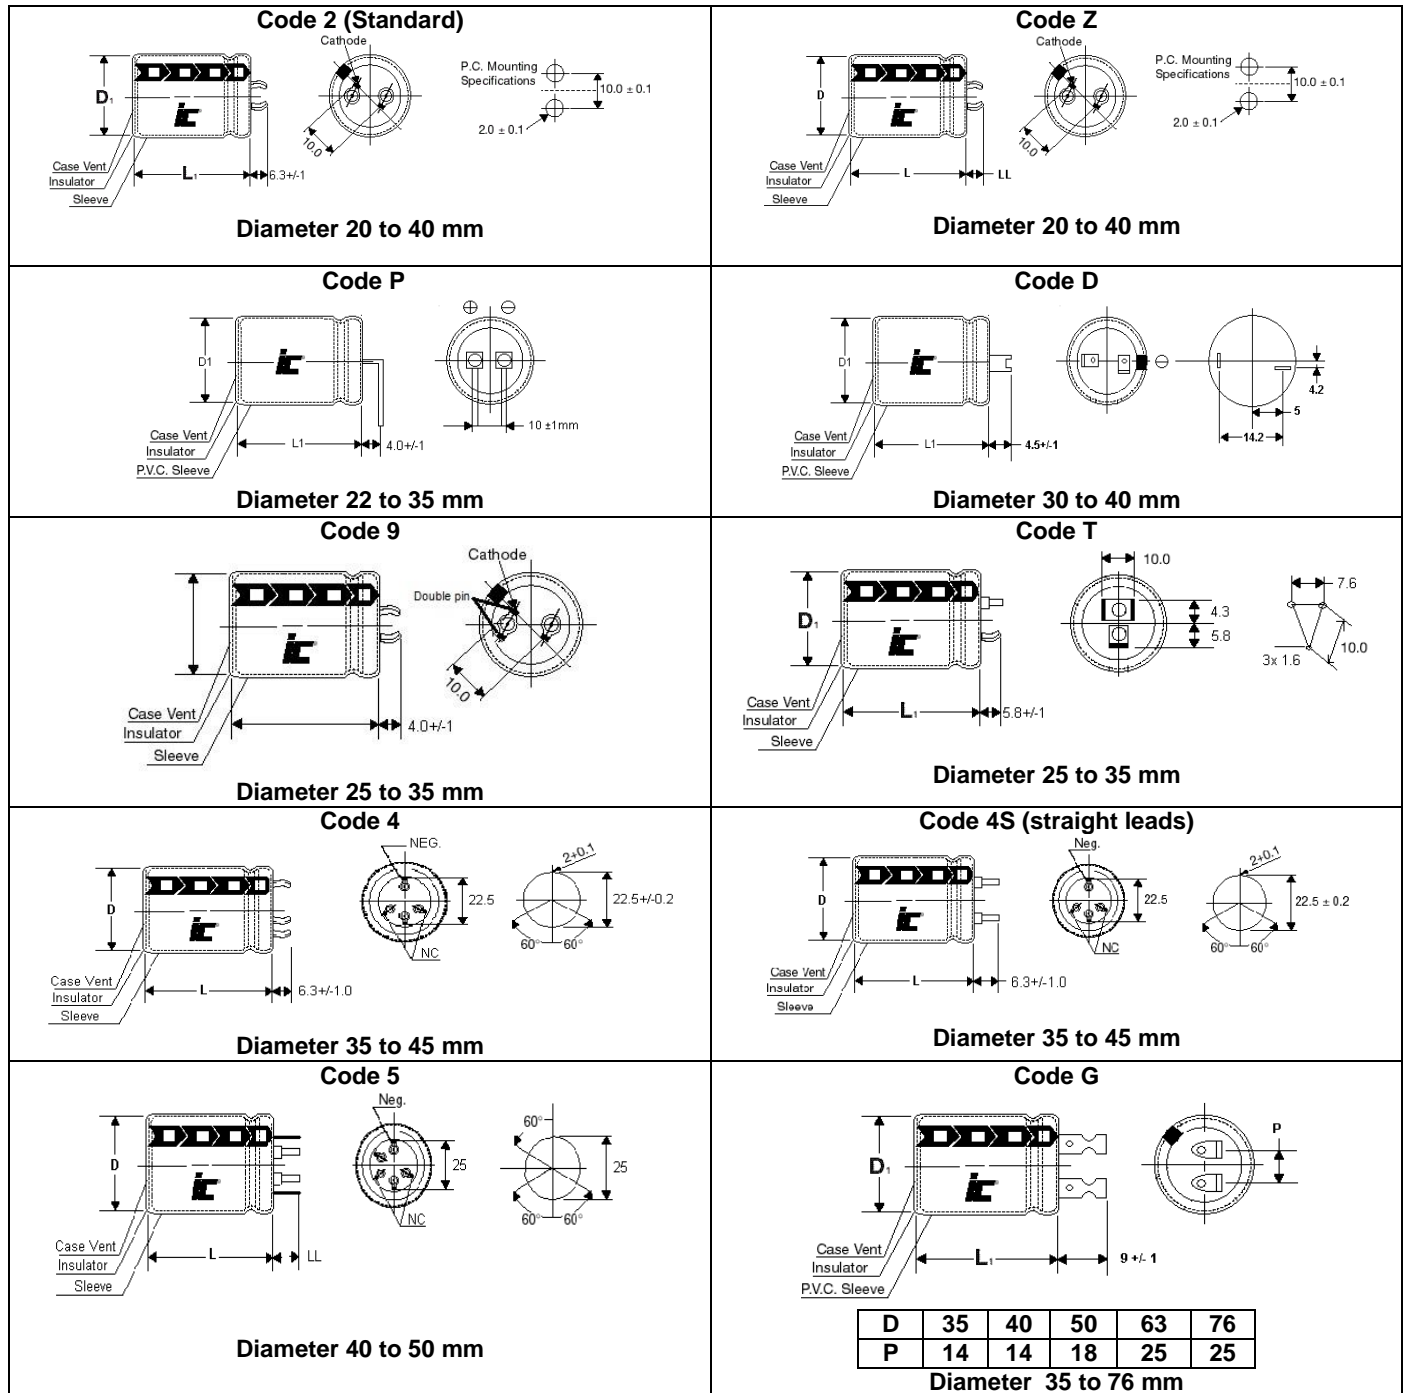 Code 2 (Standard)
Cathode
P.C. Mounting
Specifications
10.0 ± 0.1
2.0 ± 0.1
D1
ic
10.0
Case Vent
Insulator
Sleeve
L1
6.3+/-1
Diameter 20 to 40 mm
Code Z
Cathode
P.C. Mounting
Specifications
10.0 ± 0.1
2.0 ± 0.1
D
ic
10.0
Case Vent
Insulator
Sleeve
L
LL
Diameter 20 to 40 mm
Code P
D1
ic
10 ±1mm
Case Vent
Insulator
P.V.C. Sleeve
L1
4.0+/-1
Diameter 22 to 35 mm
Code D
D1
ic
4.2
5
14.2
Case Vent
Insulator
P.V.C. Sleeve
L1
4.5+/-1
Diameter 30 to 40 mm
Code 9
Cathode
Double pin
ic
10.0
Case Vent
Insulator
Sleeve
4.0+/-1
Diameter 25 to 35 mm
Code T
10.0
7.6
D1
4.3
5.8
ic
3x 1.6
10.0
Case Vent
Insulator
Sleeve
L1
5.8+/-1
Diameter 25 to 35 mm
Code 4
NEG.
2+0.1
D
22.5
22.5+/-0.2
ic
60°
60°
NC
Case Vent
Insulator
Sleeve
L
6.3+/-1.0
Diameter 35 to 45 mm
Code 4S (straight leads)
Neg.
2+0.1
D
22.5
22.5 ± 0.2
ic
60°
60°
NC
Case Vent
Insulator
Sleeve
L
6.3+/-1.0
Diameter 35 to 45 mm
Code 5
Neg.
60°
D
25
25
ic
60°
60°
NC
Case Vent
Insulator
Sleeve
L
LL
Diameter 40 to 50 mm
Code G
P
D1
ic
Case Vent
Insulator
P.V.C. Sleeve
L1
9 +/- 1
D 35 40 50 63 76
P 14 14 18 25 25
Diameter 35 to 76 mm